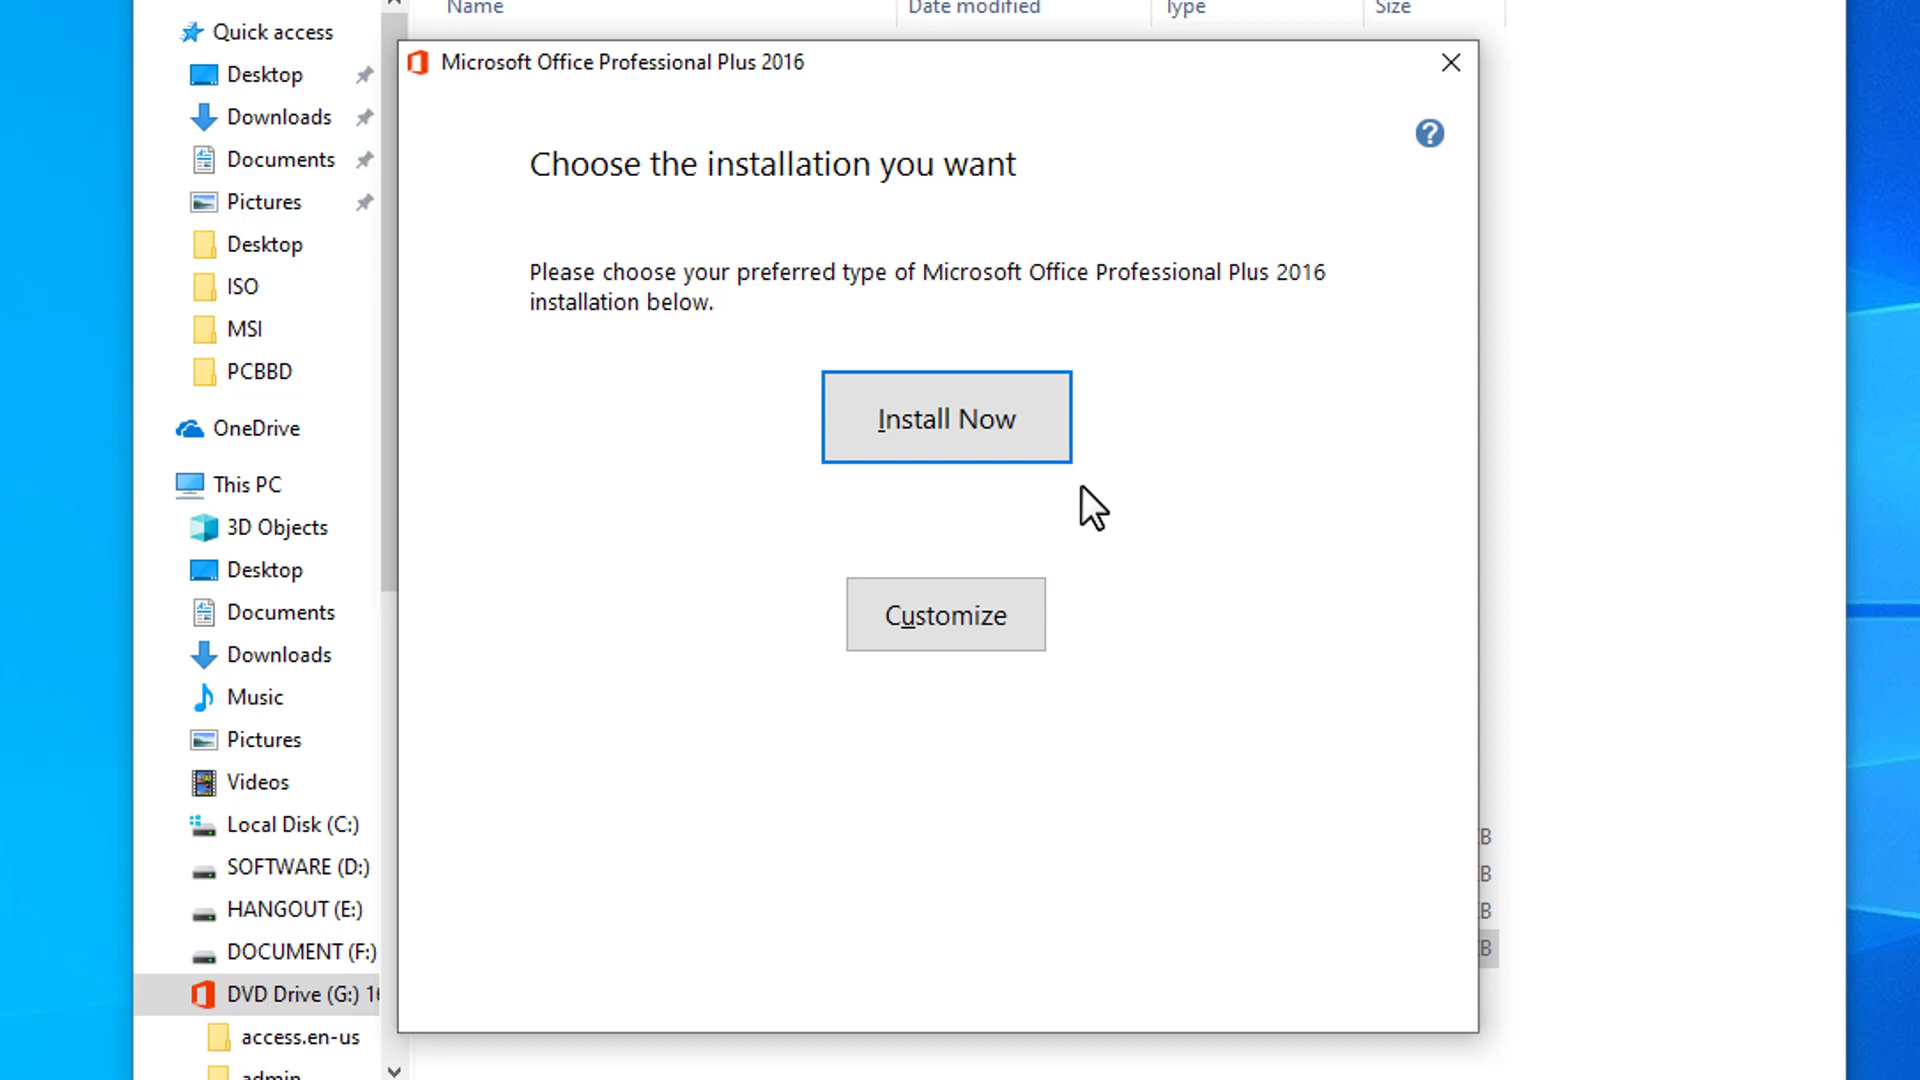 Name Date modified Type Size
Quick access
Desktop
Downloads
Documents
Pictures
Desktop
ISO
MSI
PCBBD
OneDrive
This PC
3D Objects
Desktop
Documents
Downloads
Music
Pictures
Videos
Local Disk (C:)
SOFTWARE (D:)
HANGOUT (E:)
DOCUMENT (F:)
DVD Drive (G:) 16
access.en-us
admin
Microsoft Office Professional Plus 2016
?
Choose the installation you want
Please choose your preferred type of Microsoft Office Professional Plus 2016
installation below.
Install Now
Customize
B
B
B
B